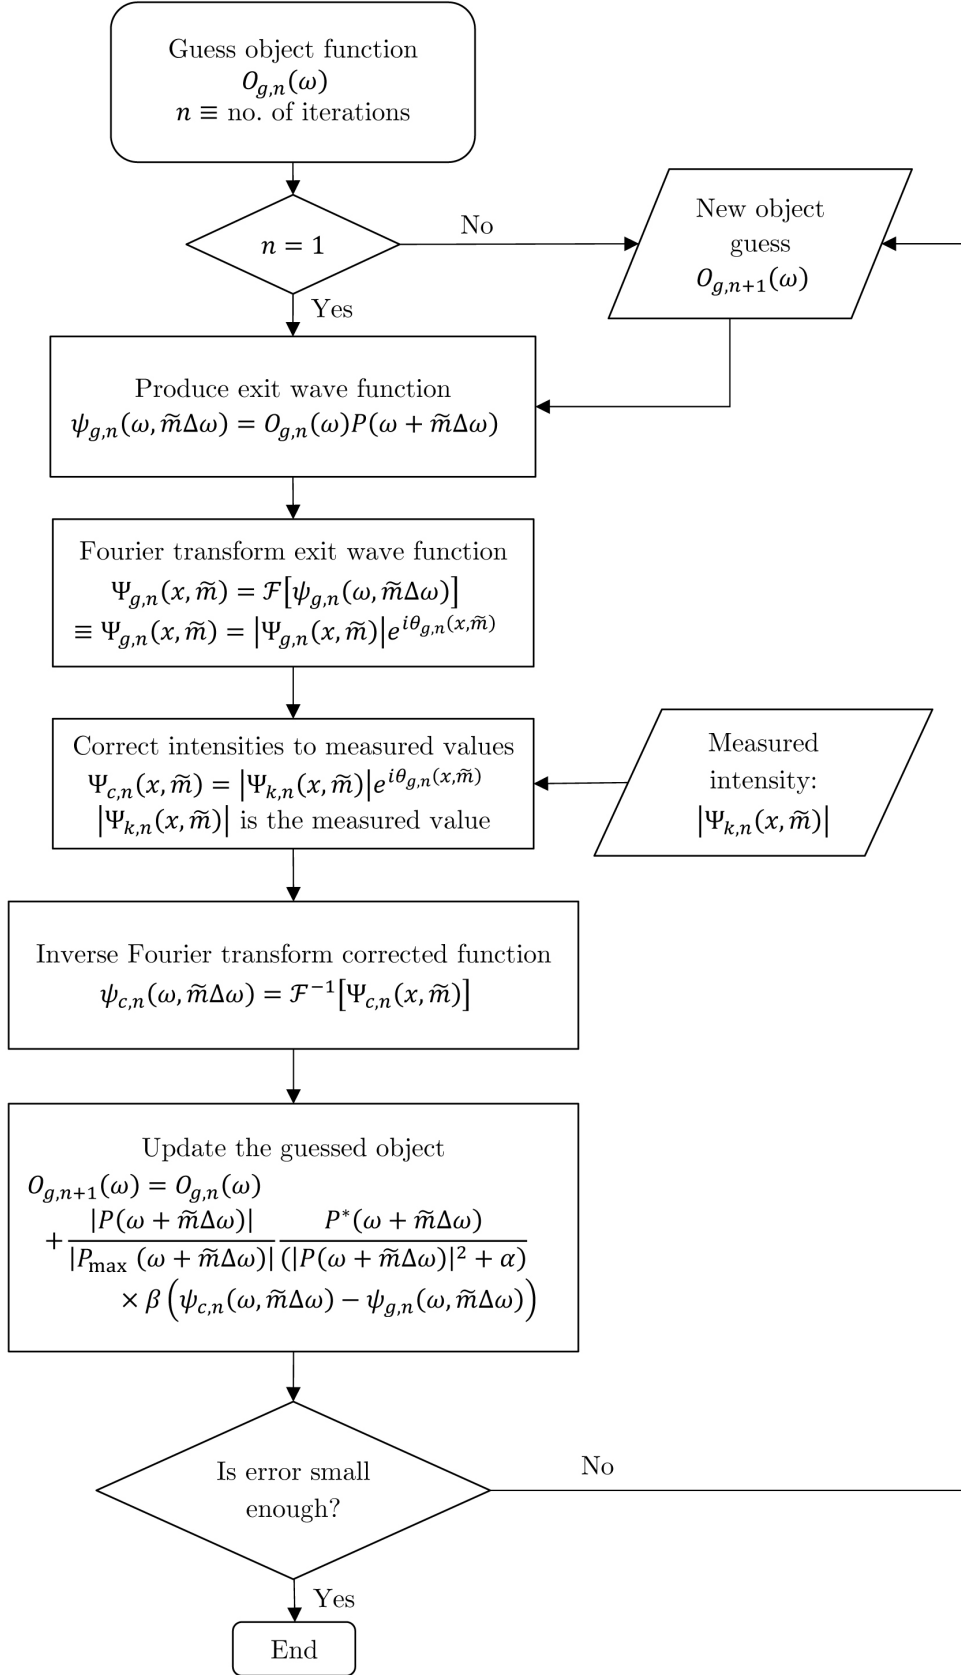 Guess object function
O_{g,n}(ω)
n ≡ no. of iterations
n = 1
No
New object
guess
O_{g,n+1}(ω)
Yes
Produce exit wave function
ψ_{g,n}(ω, m̃Δω) = O_{g,n}(ω)P(ω + m̃Δω)
Fourier transform exit wave function
Ψ_{g,n}(x, m̃) = ℱ[ψ_{g,n}(ω, m̃Δω)]
≡ Ψ_{g,n}(x, m̃) = |Ψ_{g,n}(x, m̃)|e^{iθ_{g,n}(x,m̃)}
Correct intensities to measured values
Ψ_{c,n}(x, m̃) = |Ψ_{k,n}(x, m̃)|e^{iθ_{g,n}(x,m̃)}
|Ψ_{k,n}(x, m̃)| is the measured value
Measured
intensity:
|Ψ_{k,n}(x, m̃)|
Inverse Fourier transform corrected function
ψ_{c,n}(ω, m̃Δω) = ℱ^{−1}[Ψ_{c,n}(x, m̃)]
Update the guessed object
O_{g,n+1}(ω) = O_{g,n}(ω)
+ \frac{|P(ω + m̃Δω)|}{|P_{max} (ω + m̃Δω)|} \frac{P^*(ω + m̃Δω)}{(|P(ω + m̃Δω)|^2 + α)}
× β (ψ_{c,n}(ω, m̃Δω) − ψ_{g,n}(ω, m̃Δω))
Is error small
enough?
No
Yes
End